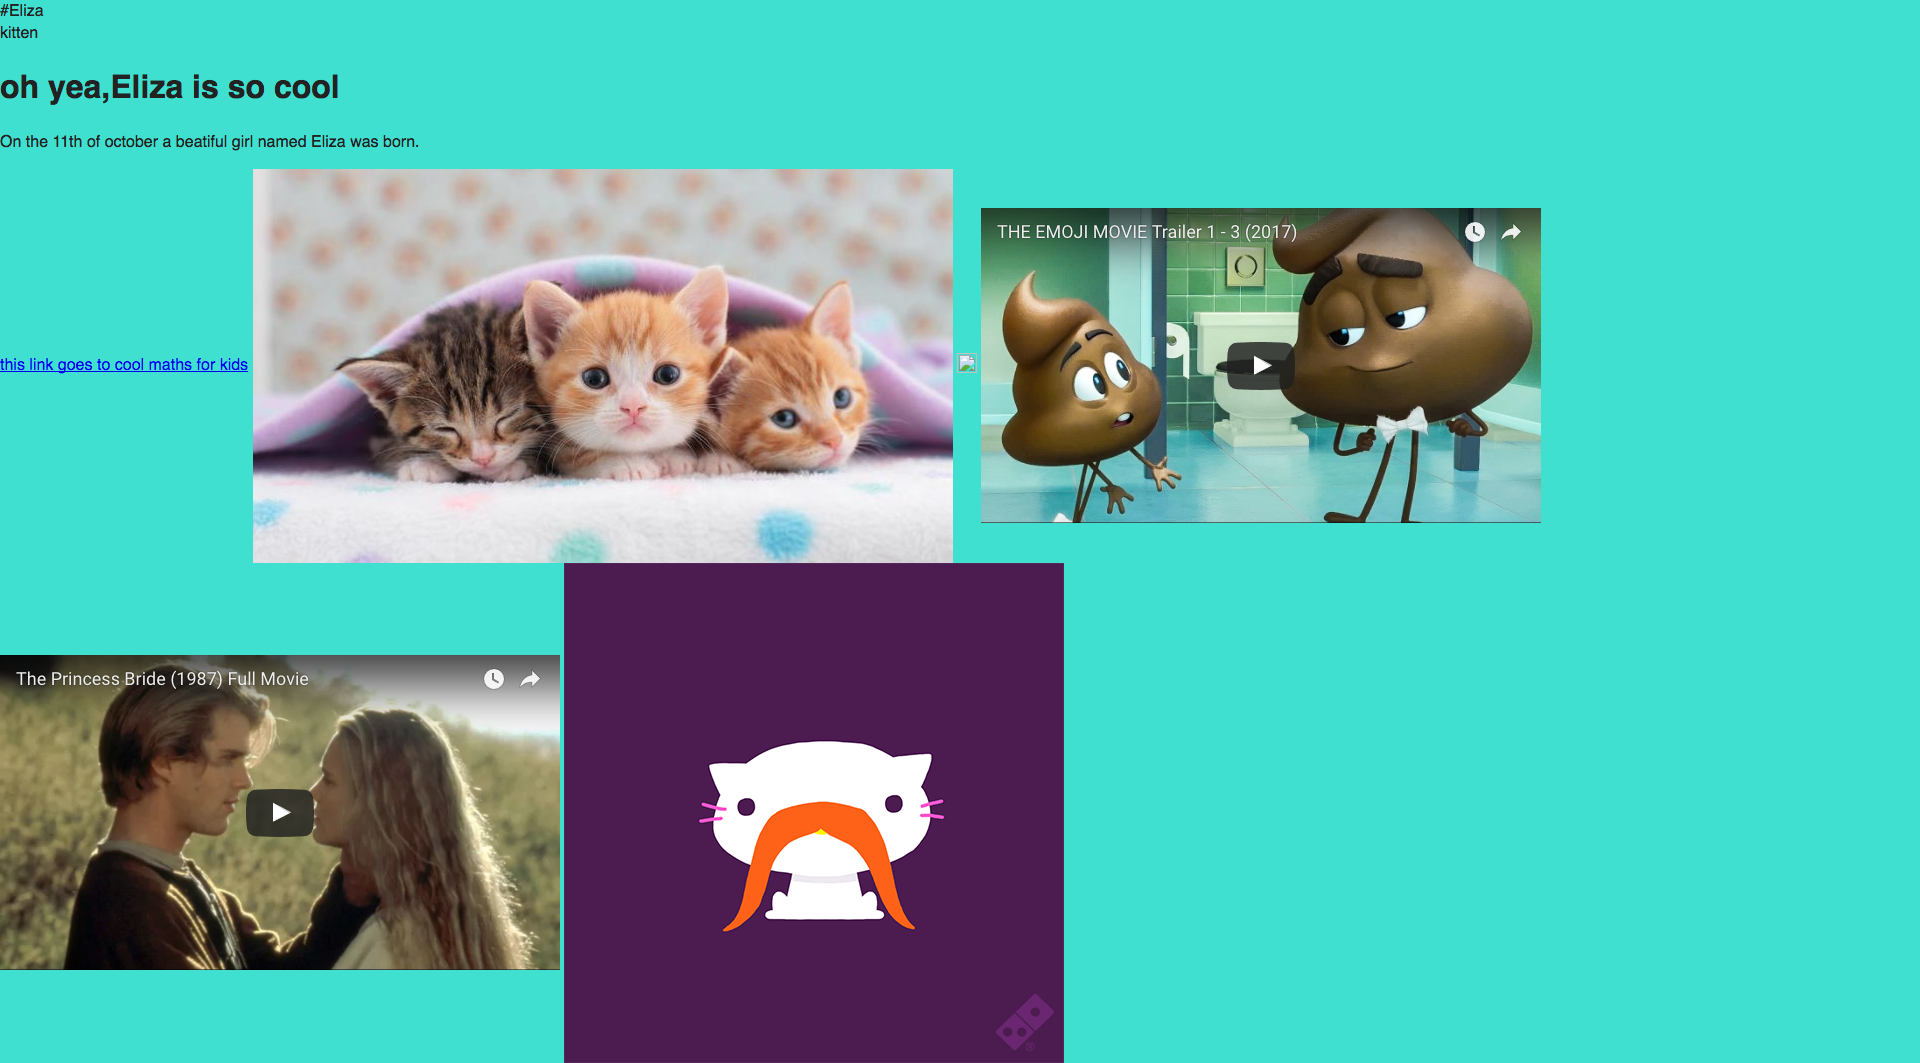 #Eliza
kitten
oh yea,Eliza is so cool
On the 11th of october a beatiful girl named Eliza was born.
this link goes to cool maths for kids
THE EMOJI MOVIE Trailer 1 - 3 (2017)
The Princess Bride (1987) Full Movie